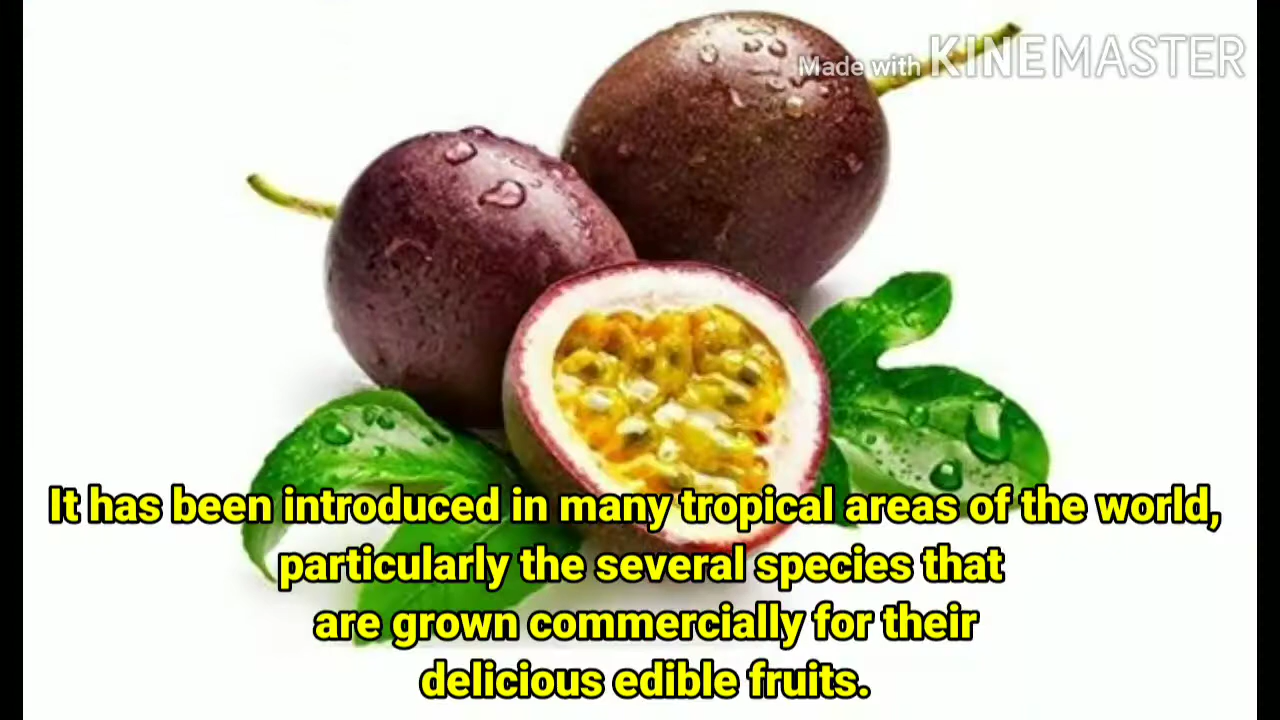 Made with KINEMASTER
It has been introduced in many tropical areas of the world,
particularly the several species that
are grown commercially for their
delicious edible fruits.